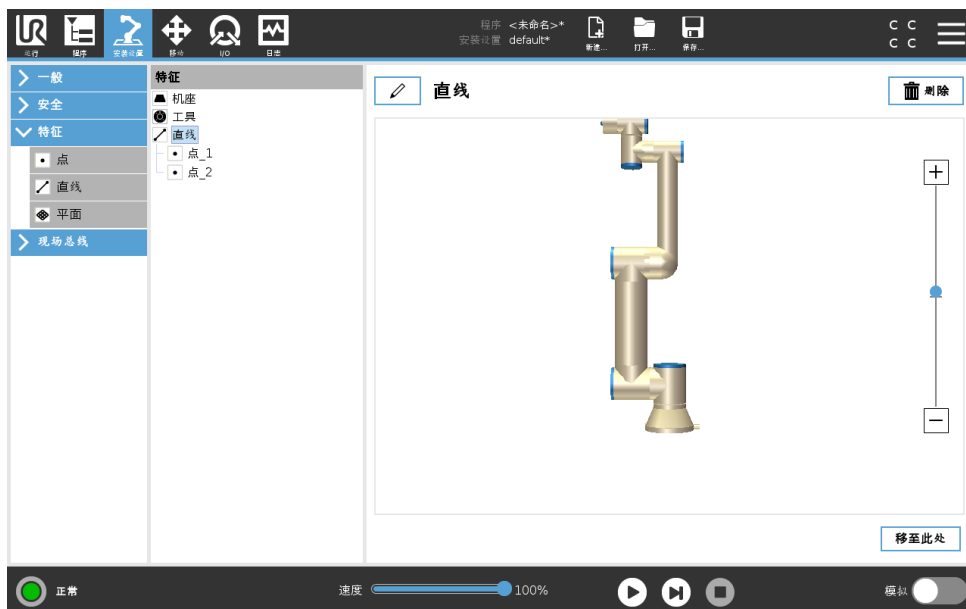 UR
运行
程序
安装设置
移动
I/O
日志
程序 <未命名>*
安装设置 default*
新建...
打开...
保存...
C C
C C
一般
安全
特征
点
直线
平面
现场总线
特征
机座
工具
直线
点_1
点_2
直线
删除
移至此处
正常
速度
100%
模拟